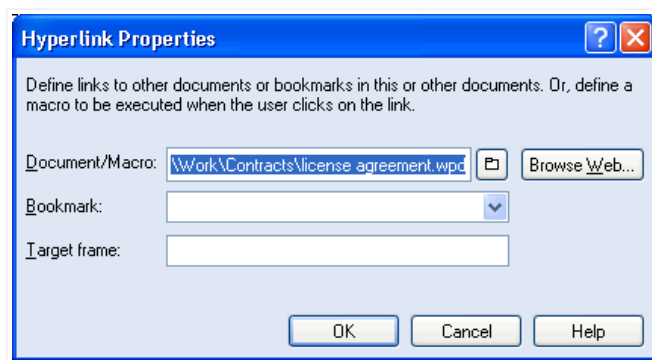 Hyperlink Properties
Define links to other documents or bookmarks in this or other documents. Or, define a
macro to be executed when the user clicks on the link.
Document/Macro: \Work\Contracts\license agreement.wpd Browse Web...
Bookmark:
Target frame:
OK Cancel Help